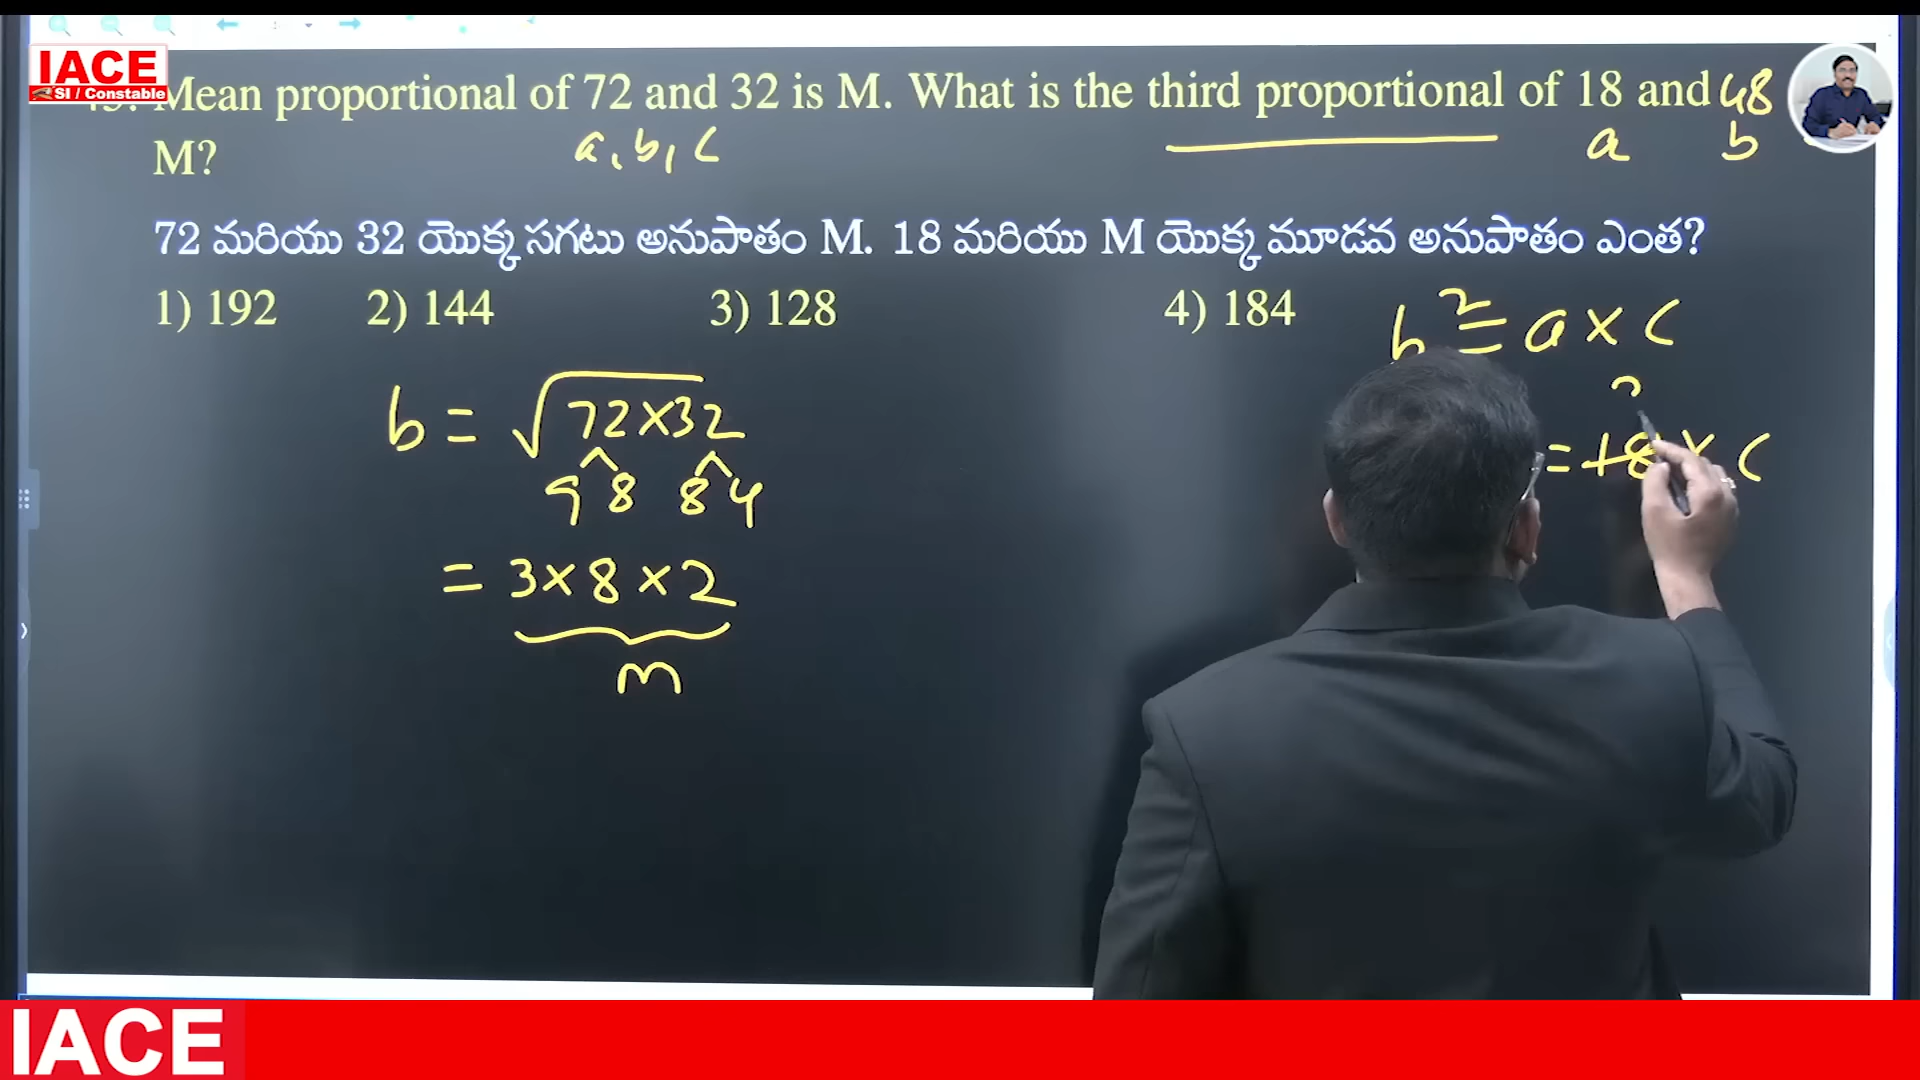 IACE
SI / Constable
Mean proportional of 72 and 32 is M. What is the third proportional of 18 and 48
M?
a, b, c
a b
72 మరియు 32 యొక్క సగటు అనుపాతం M. 18 మరియు M యొక్క మూడవ అనుపాతం ఎంత?
1) 192 2) 144 3) 128 4) 184
b² = a × c
b = √72×32
9 8 8 4
= 18 × c
= 3 × 8 × 2
m
IACE